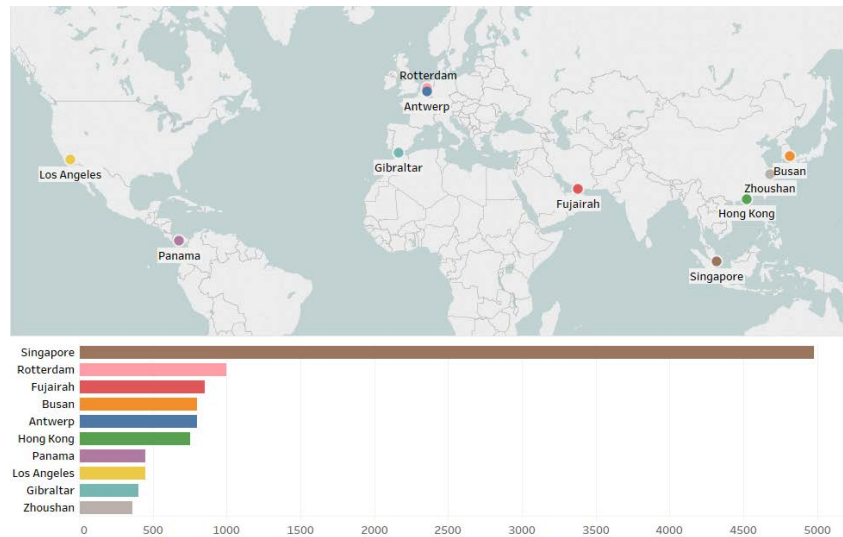 Rotterdam
Antwerp
Los Angeles
Gibraltar
Busan
Zhoushan
Fujairah
Hong Kong
Panama
Singapore
Singapore
Rotterdam
Fujairah
Busan
Antwerp
Hong Kong
Panama
Los Angeles
Gibraltar
Zhoushan
0 500 1000 2000 2500 3000 3500 4000 4500 5000